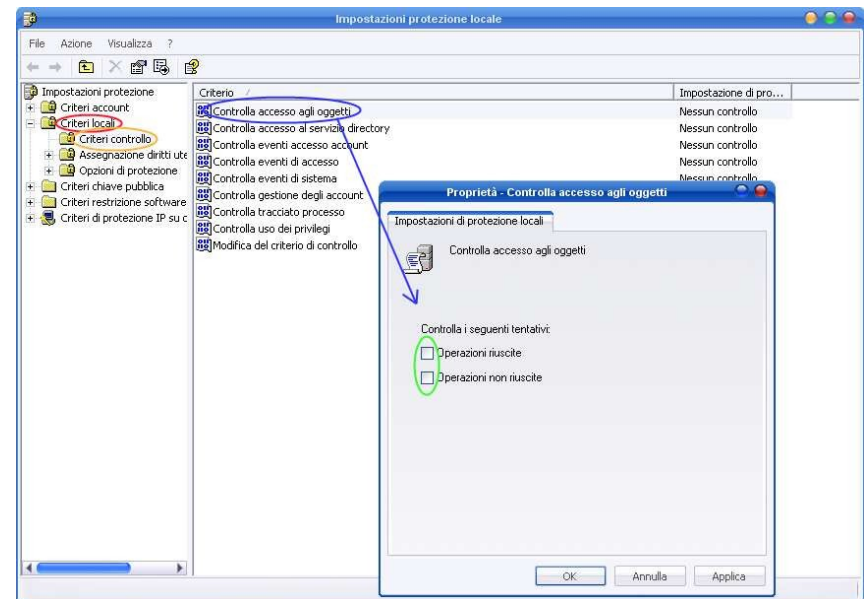 Impostazioni protezione locale
File Azione Visualizza ?
Impostazioni protezione
Criteri account
Criteri locali
Criteri controllo
Assegnazione diritti ute
Opzioni di protezione
Criteri chiave pubblica
Criteri restrizione software
Criteri di protezione IP su c
Criterio Impostazione di pro...
Controlla accesso agli oggetti Nessun controllo
Controlla accesso al servizio directory Nessun controllo
Controlla eventi accesso account Nessun controllo
Controlla eventi di accesso Nessun controllo
Controlla eventi di sistema Nessun controllo
Controlla gestione degli account
Controlla tracciato processo
Controlla uso dei privilegi
Modifica del criterio di controllo
Proprietà - Controlla accesso agli oggetti
Impostazioni di protezione locali
Controlla accesso agli oggetti
Controlla i seguenti tentativi:
Operazioni riuscite
Operazioni non riuscite
OK Annulla Applica